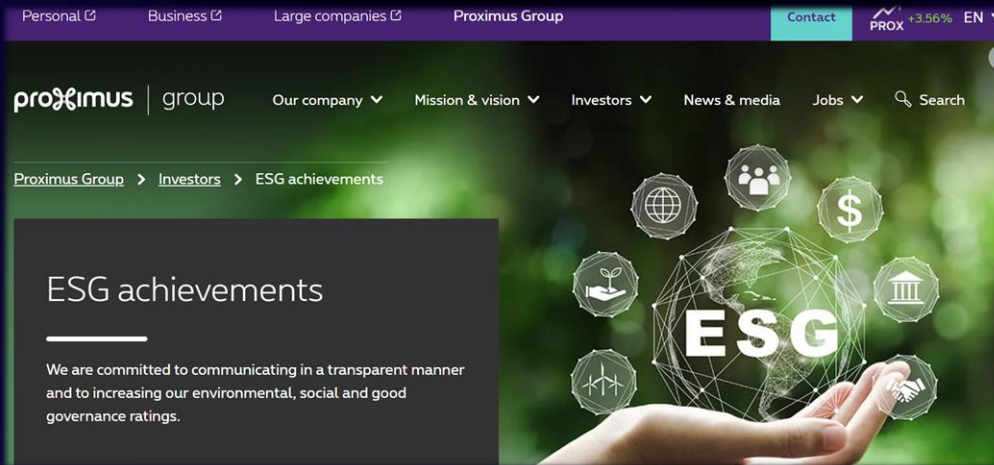 Personal
Business
Large companies
Proximus Group
Contact
PROX +3.56%
EN
proximus group
Our company
Mission & vision
Investors
News & media
Jobs
Search
Proximus Group > Investors > ESG achievements
ESG achievements
We are committed to communicating in a transparent manner
and to increasing our environmental, social and good
governance ratings.
$
ESG